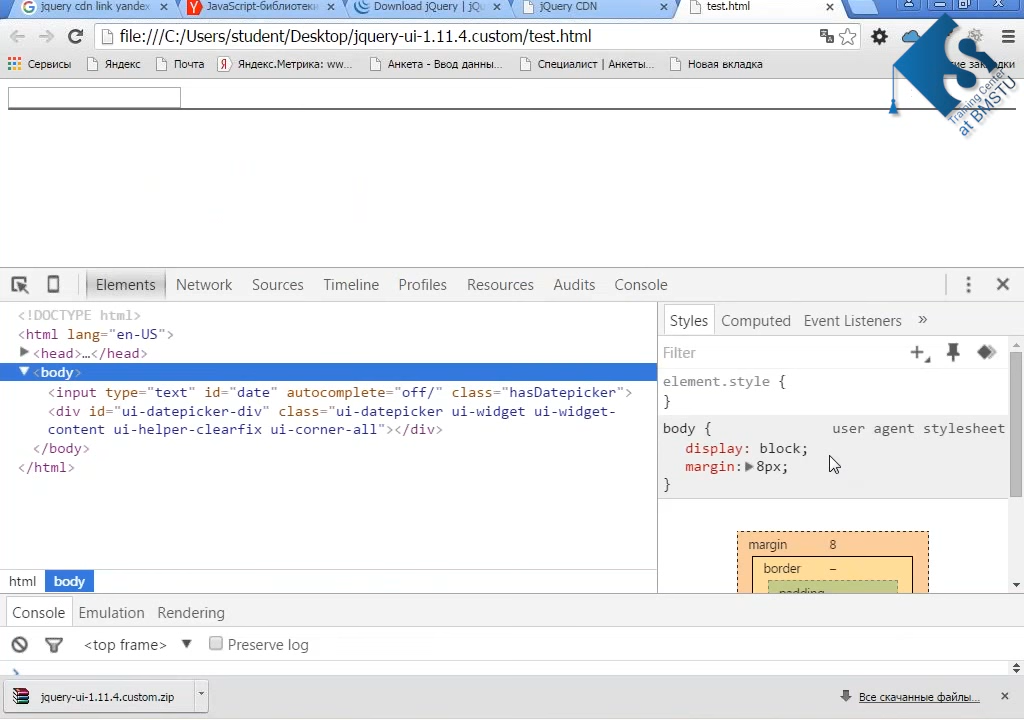 jquery cdn link yandex
JavaScript-библиотеки
Download jQuery | jQu
jQuery CDN
test.html
file:///C:/Users/student/Desktop/jquery-ui-1.11.4.custom/test.html
Сервисы
Яндекс
Почта
Яндекс.Метрика: ww...
Анкета - Ввод данны...
Специалист | Анкеты...
Новая вкладка
закладки
Training Center
at BMSTU
Elements
Network
Sources
Timeline
Profiles
Resources
Audits
Console
<!DOCTYPE html>
<html lang="en-US">
<head>…</head>
<body>
<input type="text" id="date" autocomplete="off/" class="hasDatepicker">
<div id="ui-datepicker-div" class="ui-datepicker ui-widget ui-widget-
content ui-helper-clearfix ui-corner-all"></div>
</body>
</html>
html
body
Styles
Computed
Event Listeners
»
Filter
element.style {
}
body {
user agent stylesheet
display: block;
margin: 8px;
}
margin
8
border
–
padding
Console
Emulation
Rendering
<top frame>
Preserve log
jquery-ui-1.11.4.custom.zip
Все скачанные файлы...